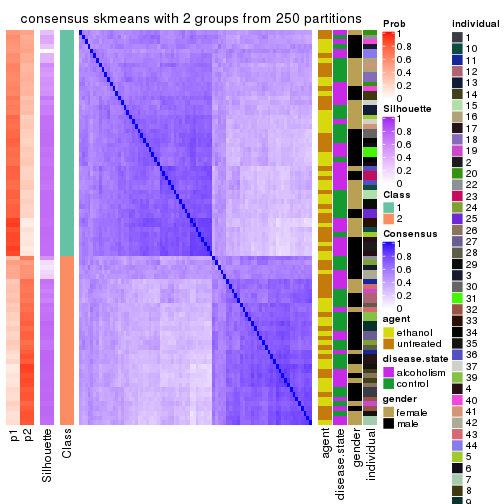 consensus skmeans with 2 groups from 250 partitions
p1
p2
Silhouette
Class
agent
disease.state
gender
individual
Prob
1
0.8
0.6
0.4
0.2
0
Silhouette
1
0.8
0.6
0.4
0.2
0
Class
1
2
Consensus
1
0.8
0.6
0.4
0.2
0
agent
ethanol
untreated
disease.state
alcoholism
control
gender
female
male
individual
1
10
11
12
13
14
15
16
17
18
19
2
20
22
23
24
25
26
27
28
29
3
30
31
32
33
34
35
36
37
39
4
40
41
42
43
44
5
6
7
8
9